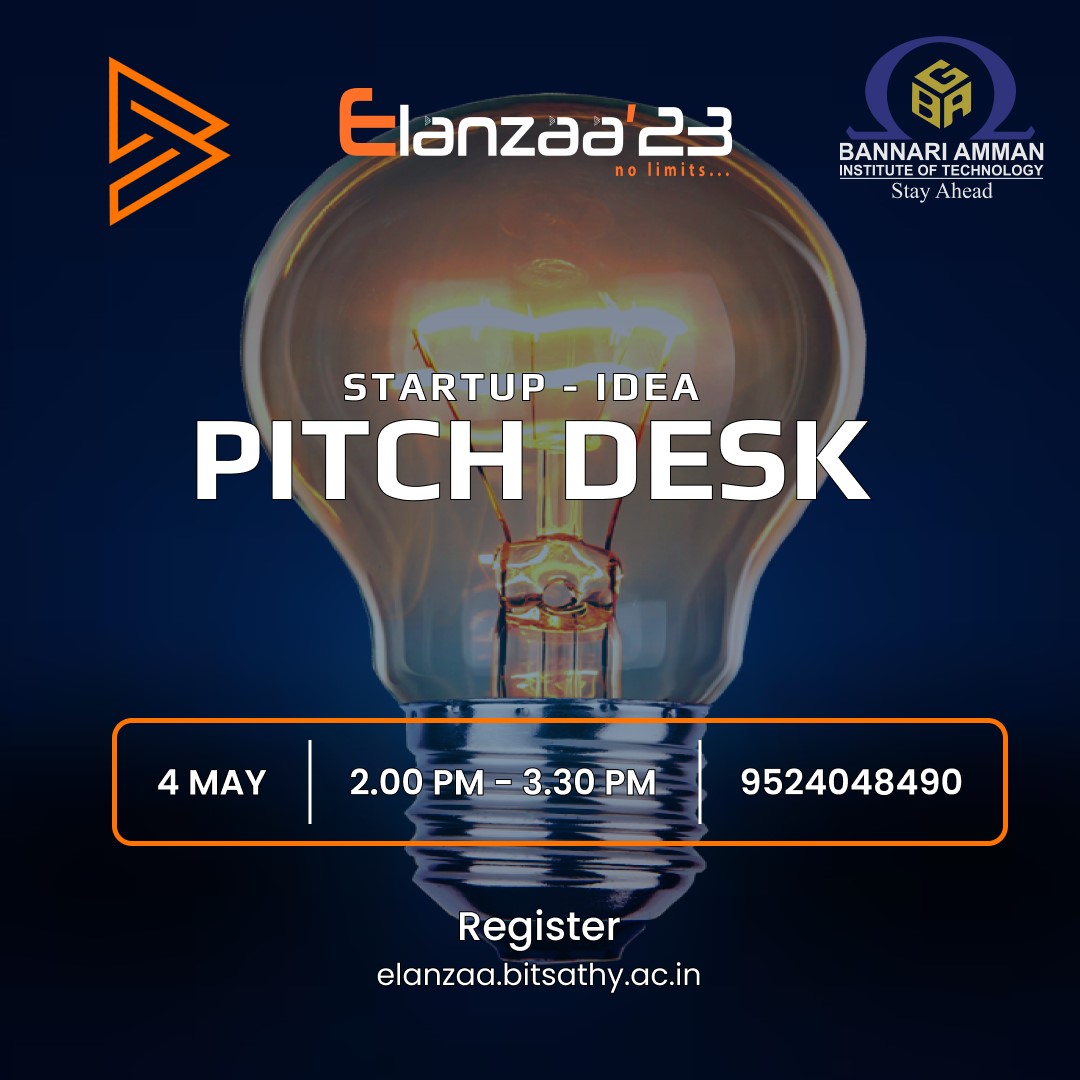 Elanzaa'23
no limits...
GBA
BANNARI AMMAN
INSTITUTE OF TECHNOLOGY
Stay Ahead
STARTUP - IDEA
PITCH DESK
4 MAY
2.00 PM - 3.30 PM
9524048490
Register
elanzaa.bitsathy.ac.in